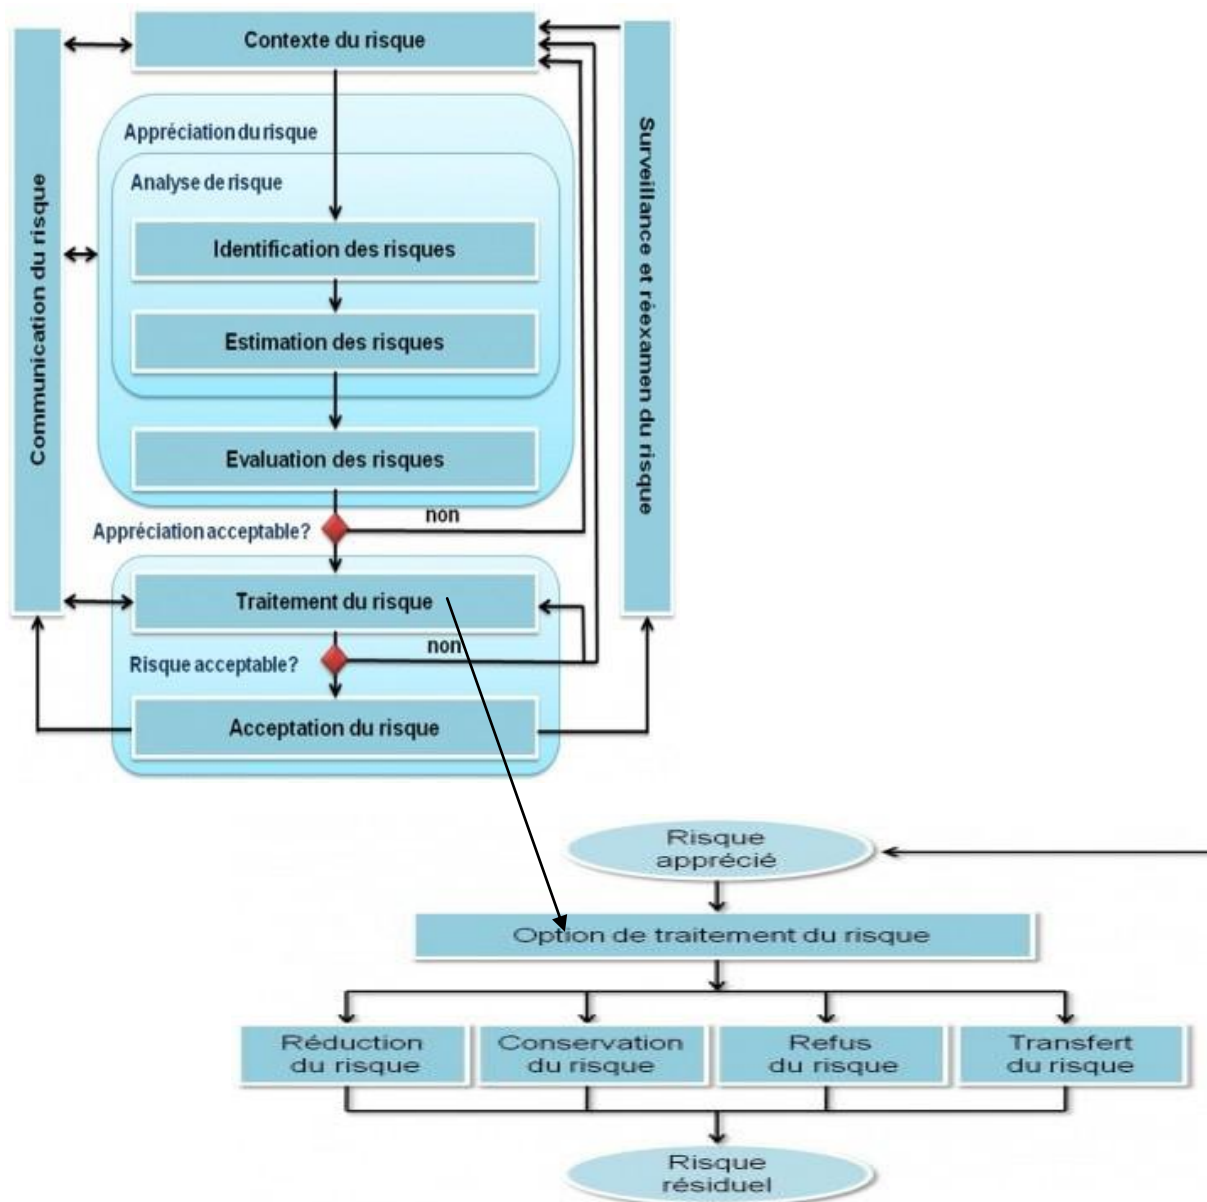 Contexte du risque
Appréciation du risque
Analyse de risque
Identification des risques
Estimation des risques
Evaluation des risques
Appréciation acceptable?
non
Traitement du risque
Risque acceptable?
non
Acceptation du risque
Communication du risque
Surveillance et réexamen du risque
Risque
apprécié
Option de traitement du risque
Réduction
du risque
Conservation
du risque
Refus
du risque
Transfert
du risque
Risque
résiduel